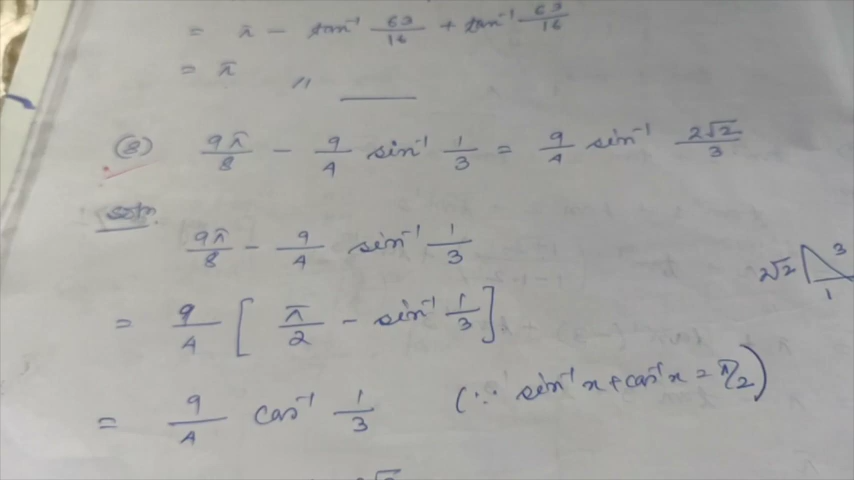 = π − tan⁻¹ 63/16 + tan⁻¹ 63/16
= π 〃
(8) 9π/8 − 9/4 sin⁻¹ 1/3 = 9/4 sin⁻¹ 2√2/3
soln.
9π/8 − 9/4 sin⁻¹ 1/3
2√2 3
1
= 9/4 [ π/2 − sin⁻¹ 1/3 ]
= 9/4 cos⁻¹ 1/3 (∵ sin⁻¹x + cos⁻¹x = π/2)